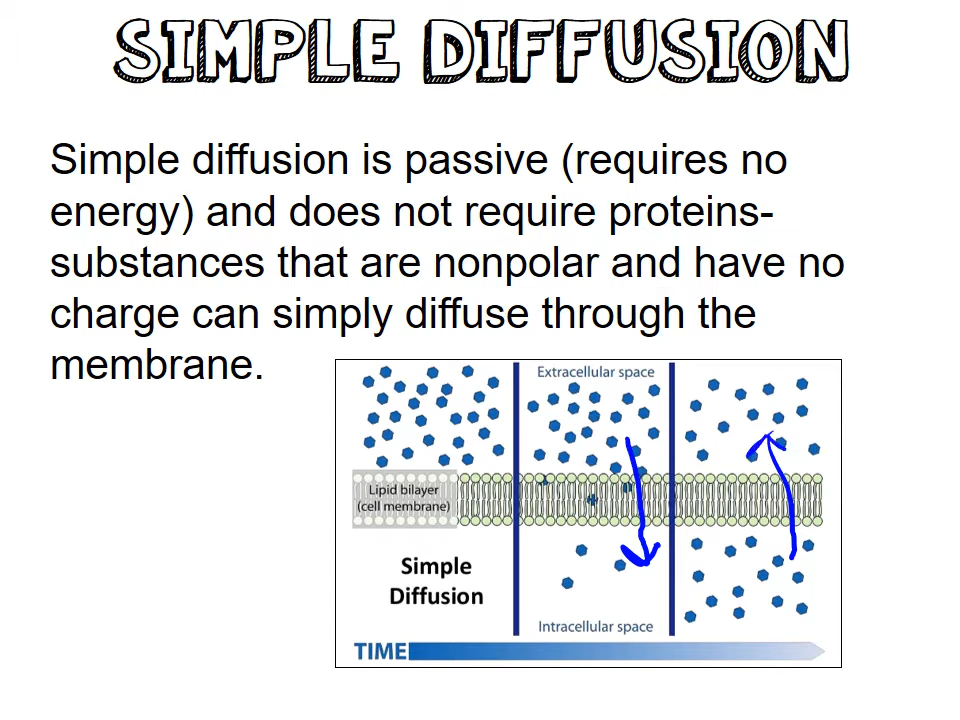 SIMPLE DIFFUSION
Simple diffusion is passive (requires no
energy) and does not require proteins-
substances that are nonpolar and have no
charge can simply diffuse through the
membrane.
Extracellular space
Lipid bilayer
(cell membrane)
Simple
Diffusion
Intracellular space
TIME